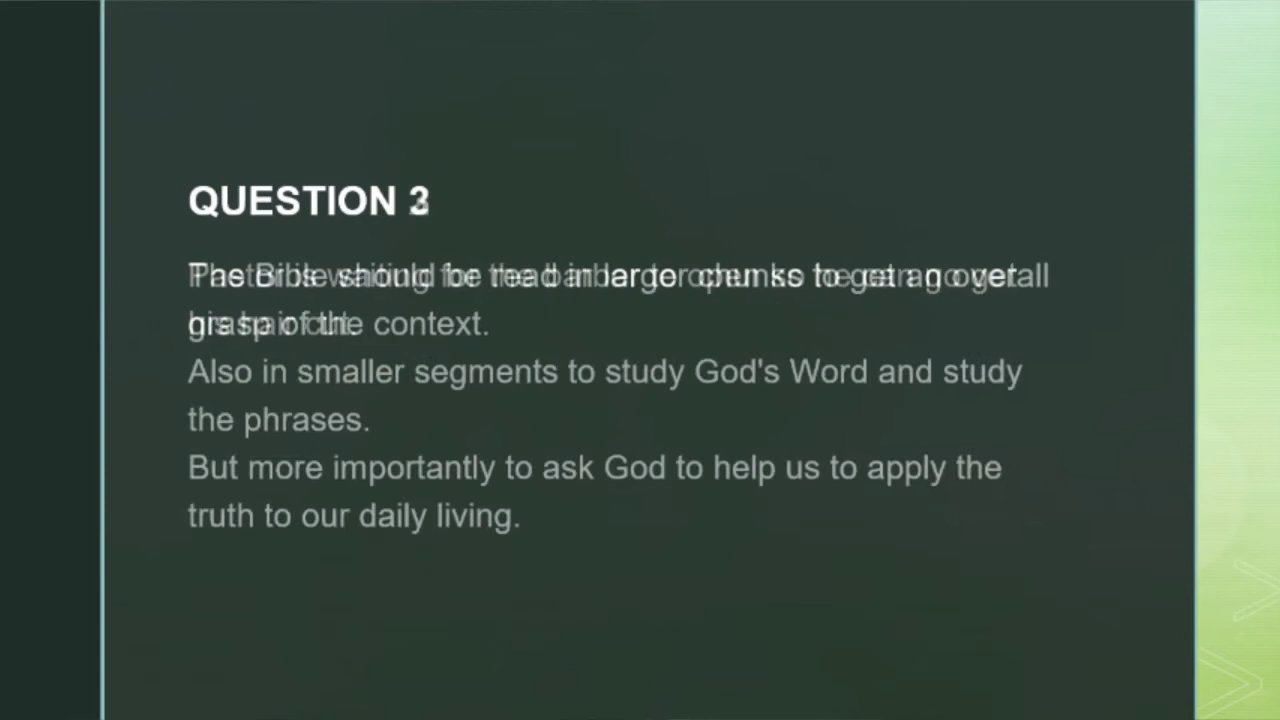 QUESTION
The Bible should be read in larger chunks to get an overall
grasp of the context.
Also in smaller segments to study God's Word and study
the phrases.
But more importantly to ask God to help us to apply the
truth to our daily living.